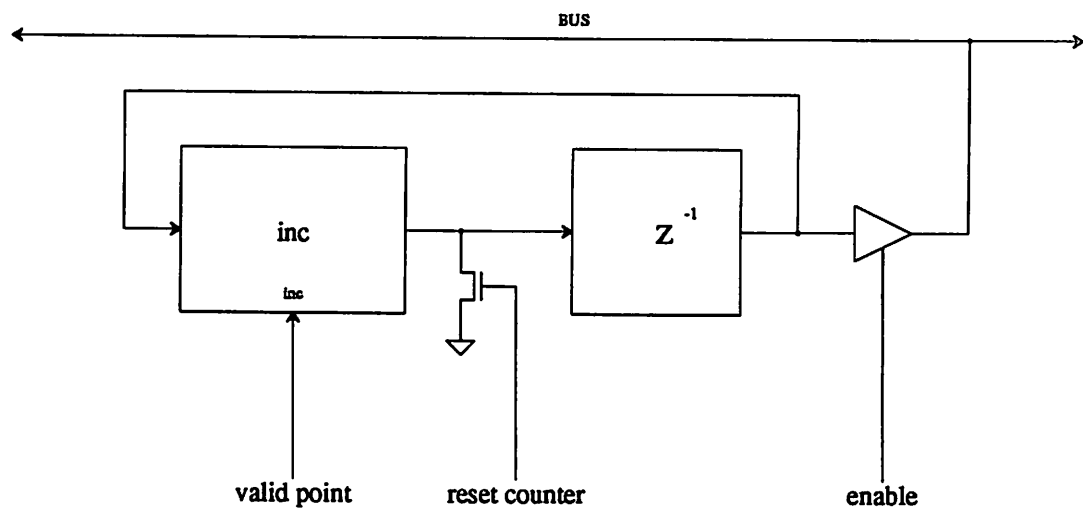 BUS
inc
Z -1
inc
valid point
reset counter
enable